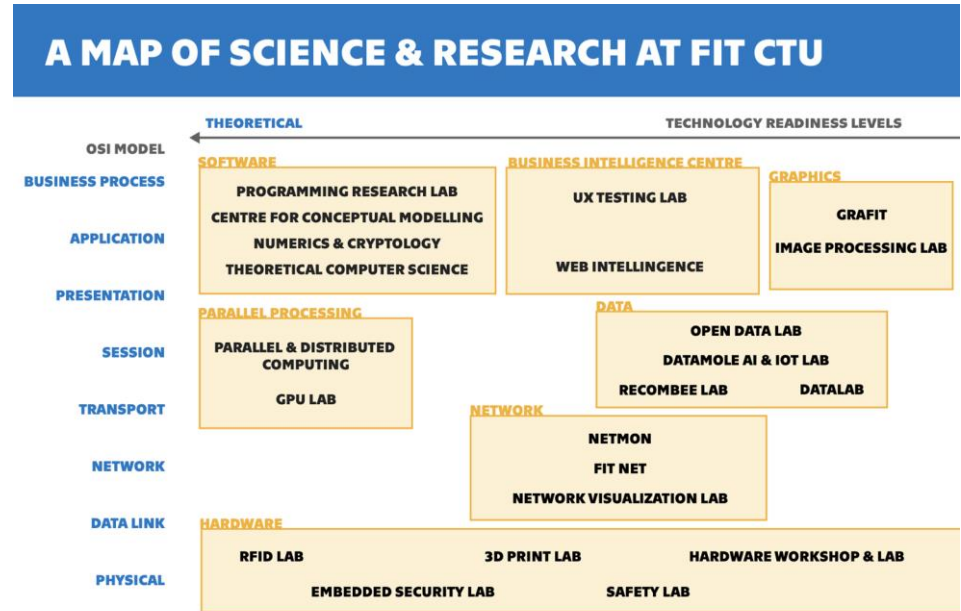 A MAP OF SCIENCE & RESEARCH AT FIT CTU
THEORETICAL
TECHNOLOGY READINESS LEVELS
OSI MODEL
BUSINESS PROCESS
APPLICATION
PRESENTATION
SESSION
TRANSPORT
NETWORK
DATA LINK
PHYSICAL
SOFTWARE
PROGRAMMING RESEARCH LAB
CENTRE FOR CONCEPTUAL MODELLING
NUMERICS & CRYPTOLOGY
THEORETICAL COMPUTER SCIENCE
BUSINESS INTELLIGENCE CENTRE
UX TESTING LAB
WEB INTELLINGENCE
GRAPHICS
GRAFIT
IMAGE PROCESSING LAB
PARALLEL PROCESSING
PARALLEL & DISTRIBUTED
COMPUTING
GPU LAB
DATA
OPEN DATA LAB
DATAMOLE AI & IOT LAB
RECOMBEE LAB
DATALAB
NETWORK
NETMON
FIT NET
NETWORK VISUALIZATION LAB
HARDWARE
RFID LAB
3D PRINT LAB
HARDWARE WORKSHOP & LAB
EMBEDDED SECURITY LAB
SAFETY LAB